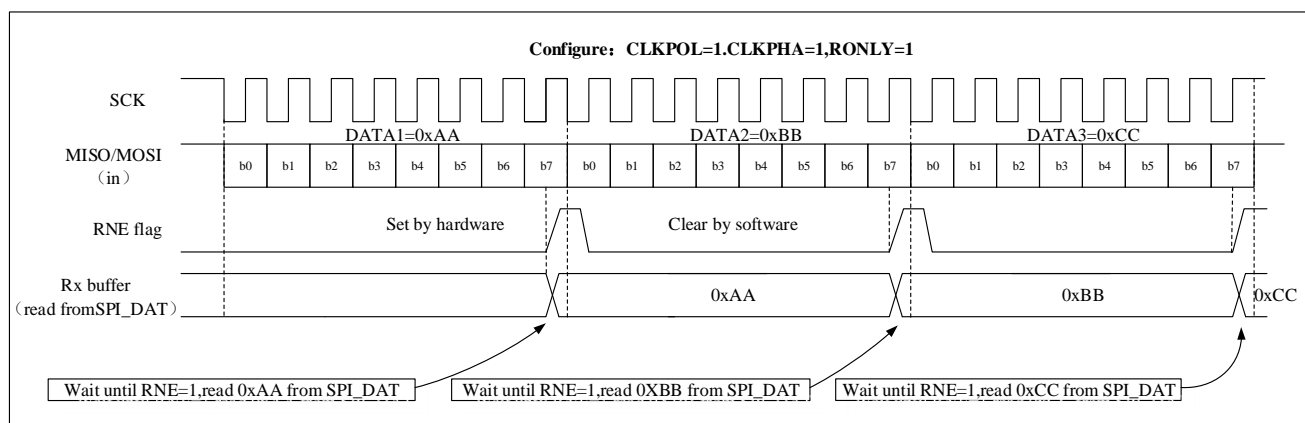 Configure：CLKPOL=1.CLKPHA=1,RONLY=1
SCK
DATA1=0xAA DATA2=0xBB DATA3=0xCC
MISO/MOSI
（in）
b0 b1 b2 b3 b4 b5 b6 b7 b0 b1 b2 b3 b4 b5 b6 b7 b0 b1 b2 b3 b4 b5 b6 b7
RNE flag
Set by hardware
Clear by software
Rx buffer
（read fromSPI_DAT）
0xAA
0xBB
0xCC
Wait until RNE=1,read 0xAA from SPI_DAT
Wait until RNE=1,read 0XBB from SPI_DAT
Wait until RNE=1,read 0xCC from SPI_DAT